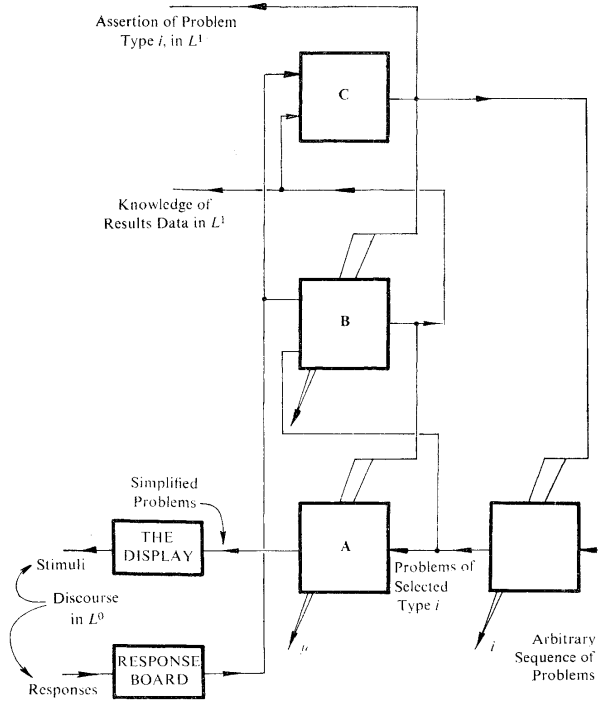 Assertion of Problem
Type i, in L¹
C
Knowledge of
Results Data in L¹
B
Simplified
Problems
THE
DISPLAY
A
Stimuli
Problems of
Selected
Type i
Discourse
in L⁰
μ
i
Arbitrary
Sequence of
Problems
RESPONSE
BOARD
Responses